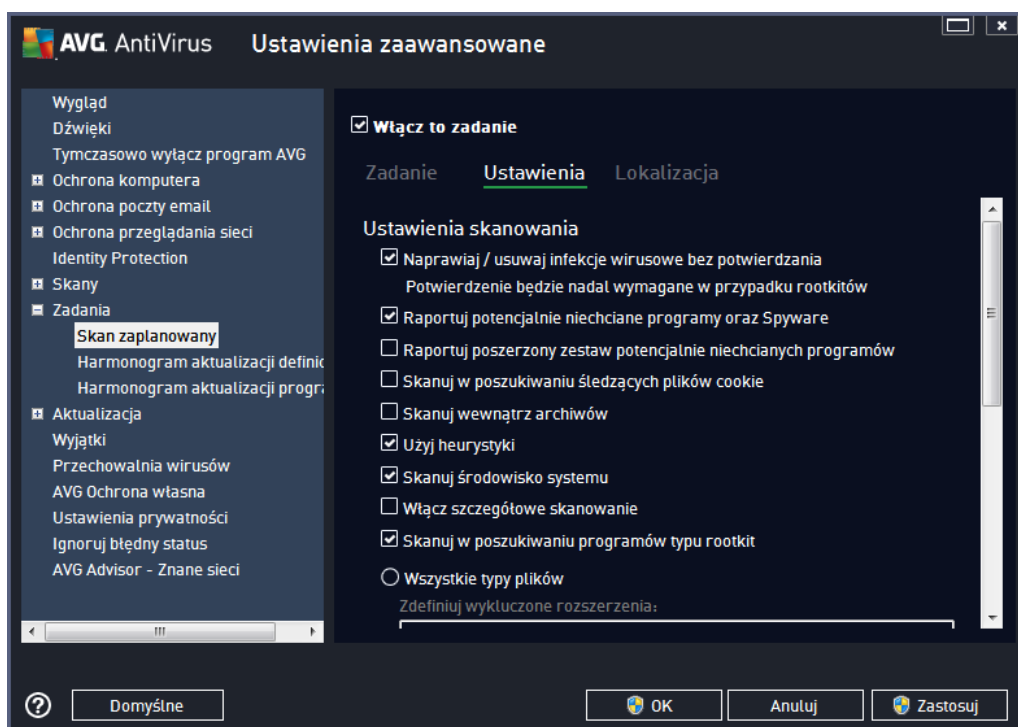 AVG. AntiVirus Ustawienia zaawansowane
Wygląd
Dźwięki
Tymczasowo wyłącz program AVG
Ochrona komputera
Ochrona poczty email
Ochrona przeglądania sieci
Identity Protection
Skany
Zadania
Skan zaplanowany
Harmonogram aktualizacji definic
Harmonogram aktualizacji progra
Aktualizacja
Wyjątki
Przechowalnia wirusów
AVG Ochrona własna
Ustawienia prywatności
Ignoruj błędny status
AVG Advisor - Znane sieci
Włącz to zadanie
Zadanie Ustawienia Lokalizacja
Ustawienia skanowania
Naprawiaj / usuwaj infekcje wirusowe bez potwierdzania
Potwierdzenie będzie nadal wymagane w przypadku rootkitów
Raportuj potencjalnie niechciane programy oraz Spyware
Raportuj poszerzony zestaw potencjalnie niechcianych programów
Skanuj w poszukiwaniu śledzących plików cookie
Skanuj wewnątrz archiwów
Użyj heurystyki
Skanuj środowisko systemu
Włącz szczegółowe skanowanie
Skanuj w poszukiwaniu programów typu rootkit
Wszystkie typy plików
Zdefiniuj wykluczone rozszerzenia:
? Domyślne OK Anuluj Zastosuj